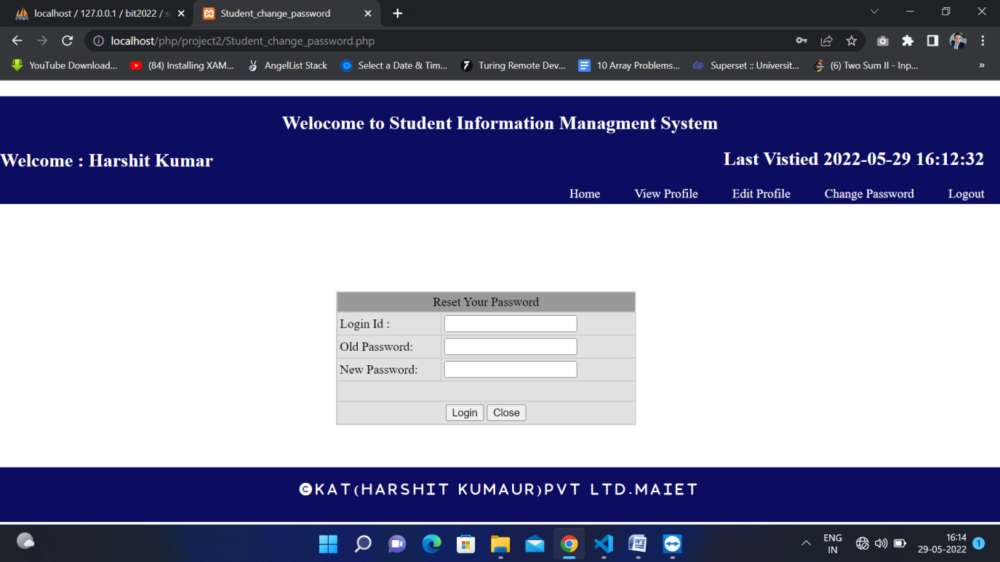 localhost / 127.0.0.1 / bit2022 / s
Student_change_password
localhost/php/project2/Student_change_password.php
YouTube Download... (84) Installing XAM... AngelList Stack Select a Date & Tim... Turing Remote Dev... 10 Array Problems... Superset :: Universit... (6) Two Sum II - Inp... »
Welocome to Student Information Managment System
Welcome : Harshit Kumar
Last Vistied 2022-05-29 16:12:32
Home View Profile Edit Profile Change Password Logout
Reset Your Password
Login Id :
Old Password:
New Password:
Login Close
©KAT(HARSHIT KUMAUR)PVT LTD.MAIET
ENG
IN
16:14
29-05-2022
1